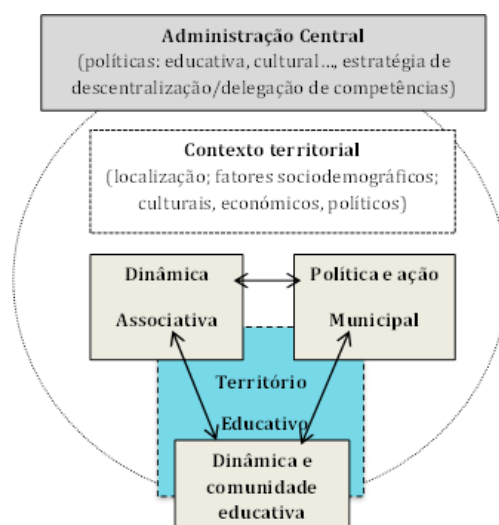 Administração Central
(políticas: educativa, cultural..., estratégia de
descentralização/delegação de competências)
Contexto territorial
(localização; fatores sociodemográficos;
culturais, económicos, políticos)
Dinâmica
Associativa
Política e ação
Municipal
Território
Educativo
Dinâmica e
comunidade
educativa